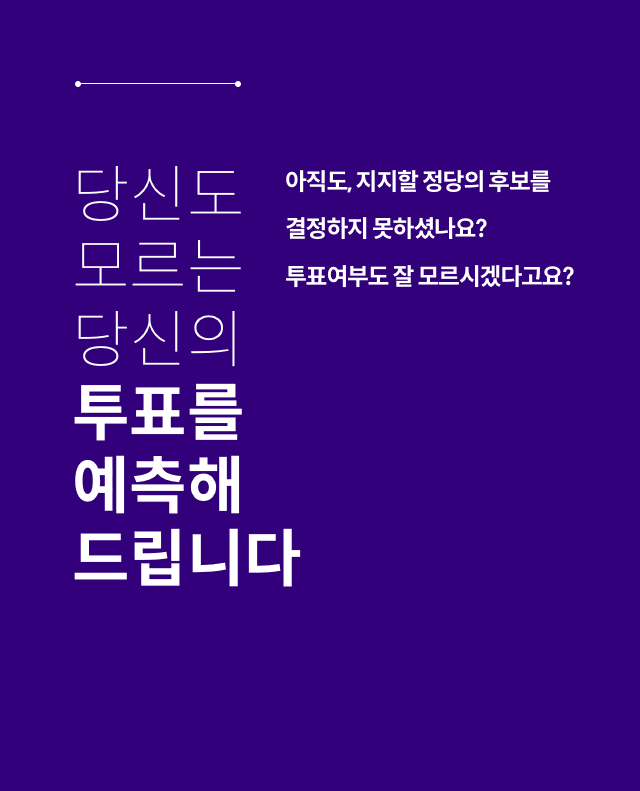 당신도
모르는
당신의
투표를
예측해
드립니다
아직도, 지지할 정당의 후보를
결정하지 못하셨나요?
투표여부도 잘 모르시겠다고요?